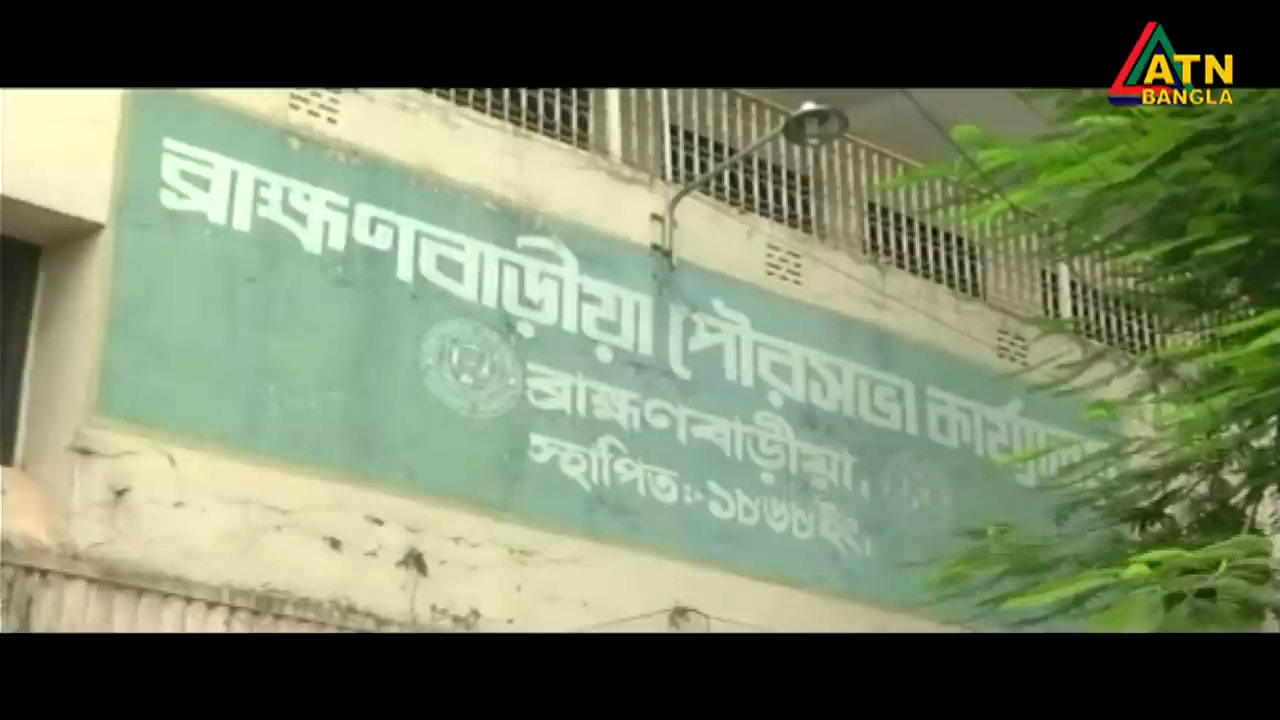 ATN
BANGLA
ব্রাহ্মণবাড়ীয়া পৌরসভা কার্যালয়
ব্রাহ্মণবাড়ীয়া,
স্থাপিতঃ-১৮৬৮ইং,